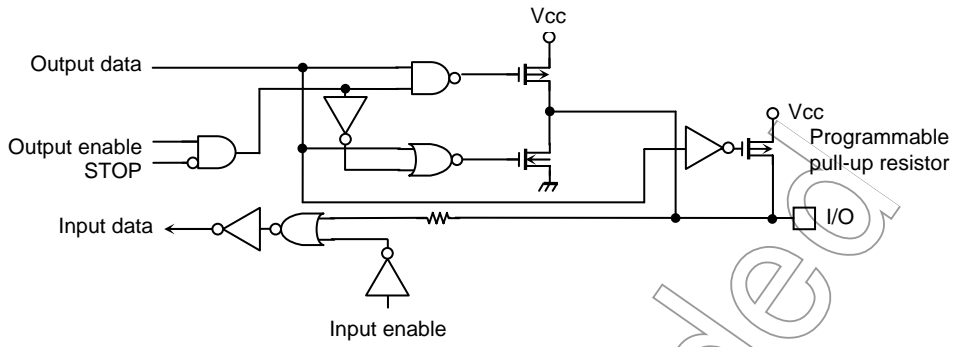 Vcc
Output data
Vcc
Programmable
pull-up resistor
Output enable
STOP
Input data
I/O
Input enable